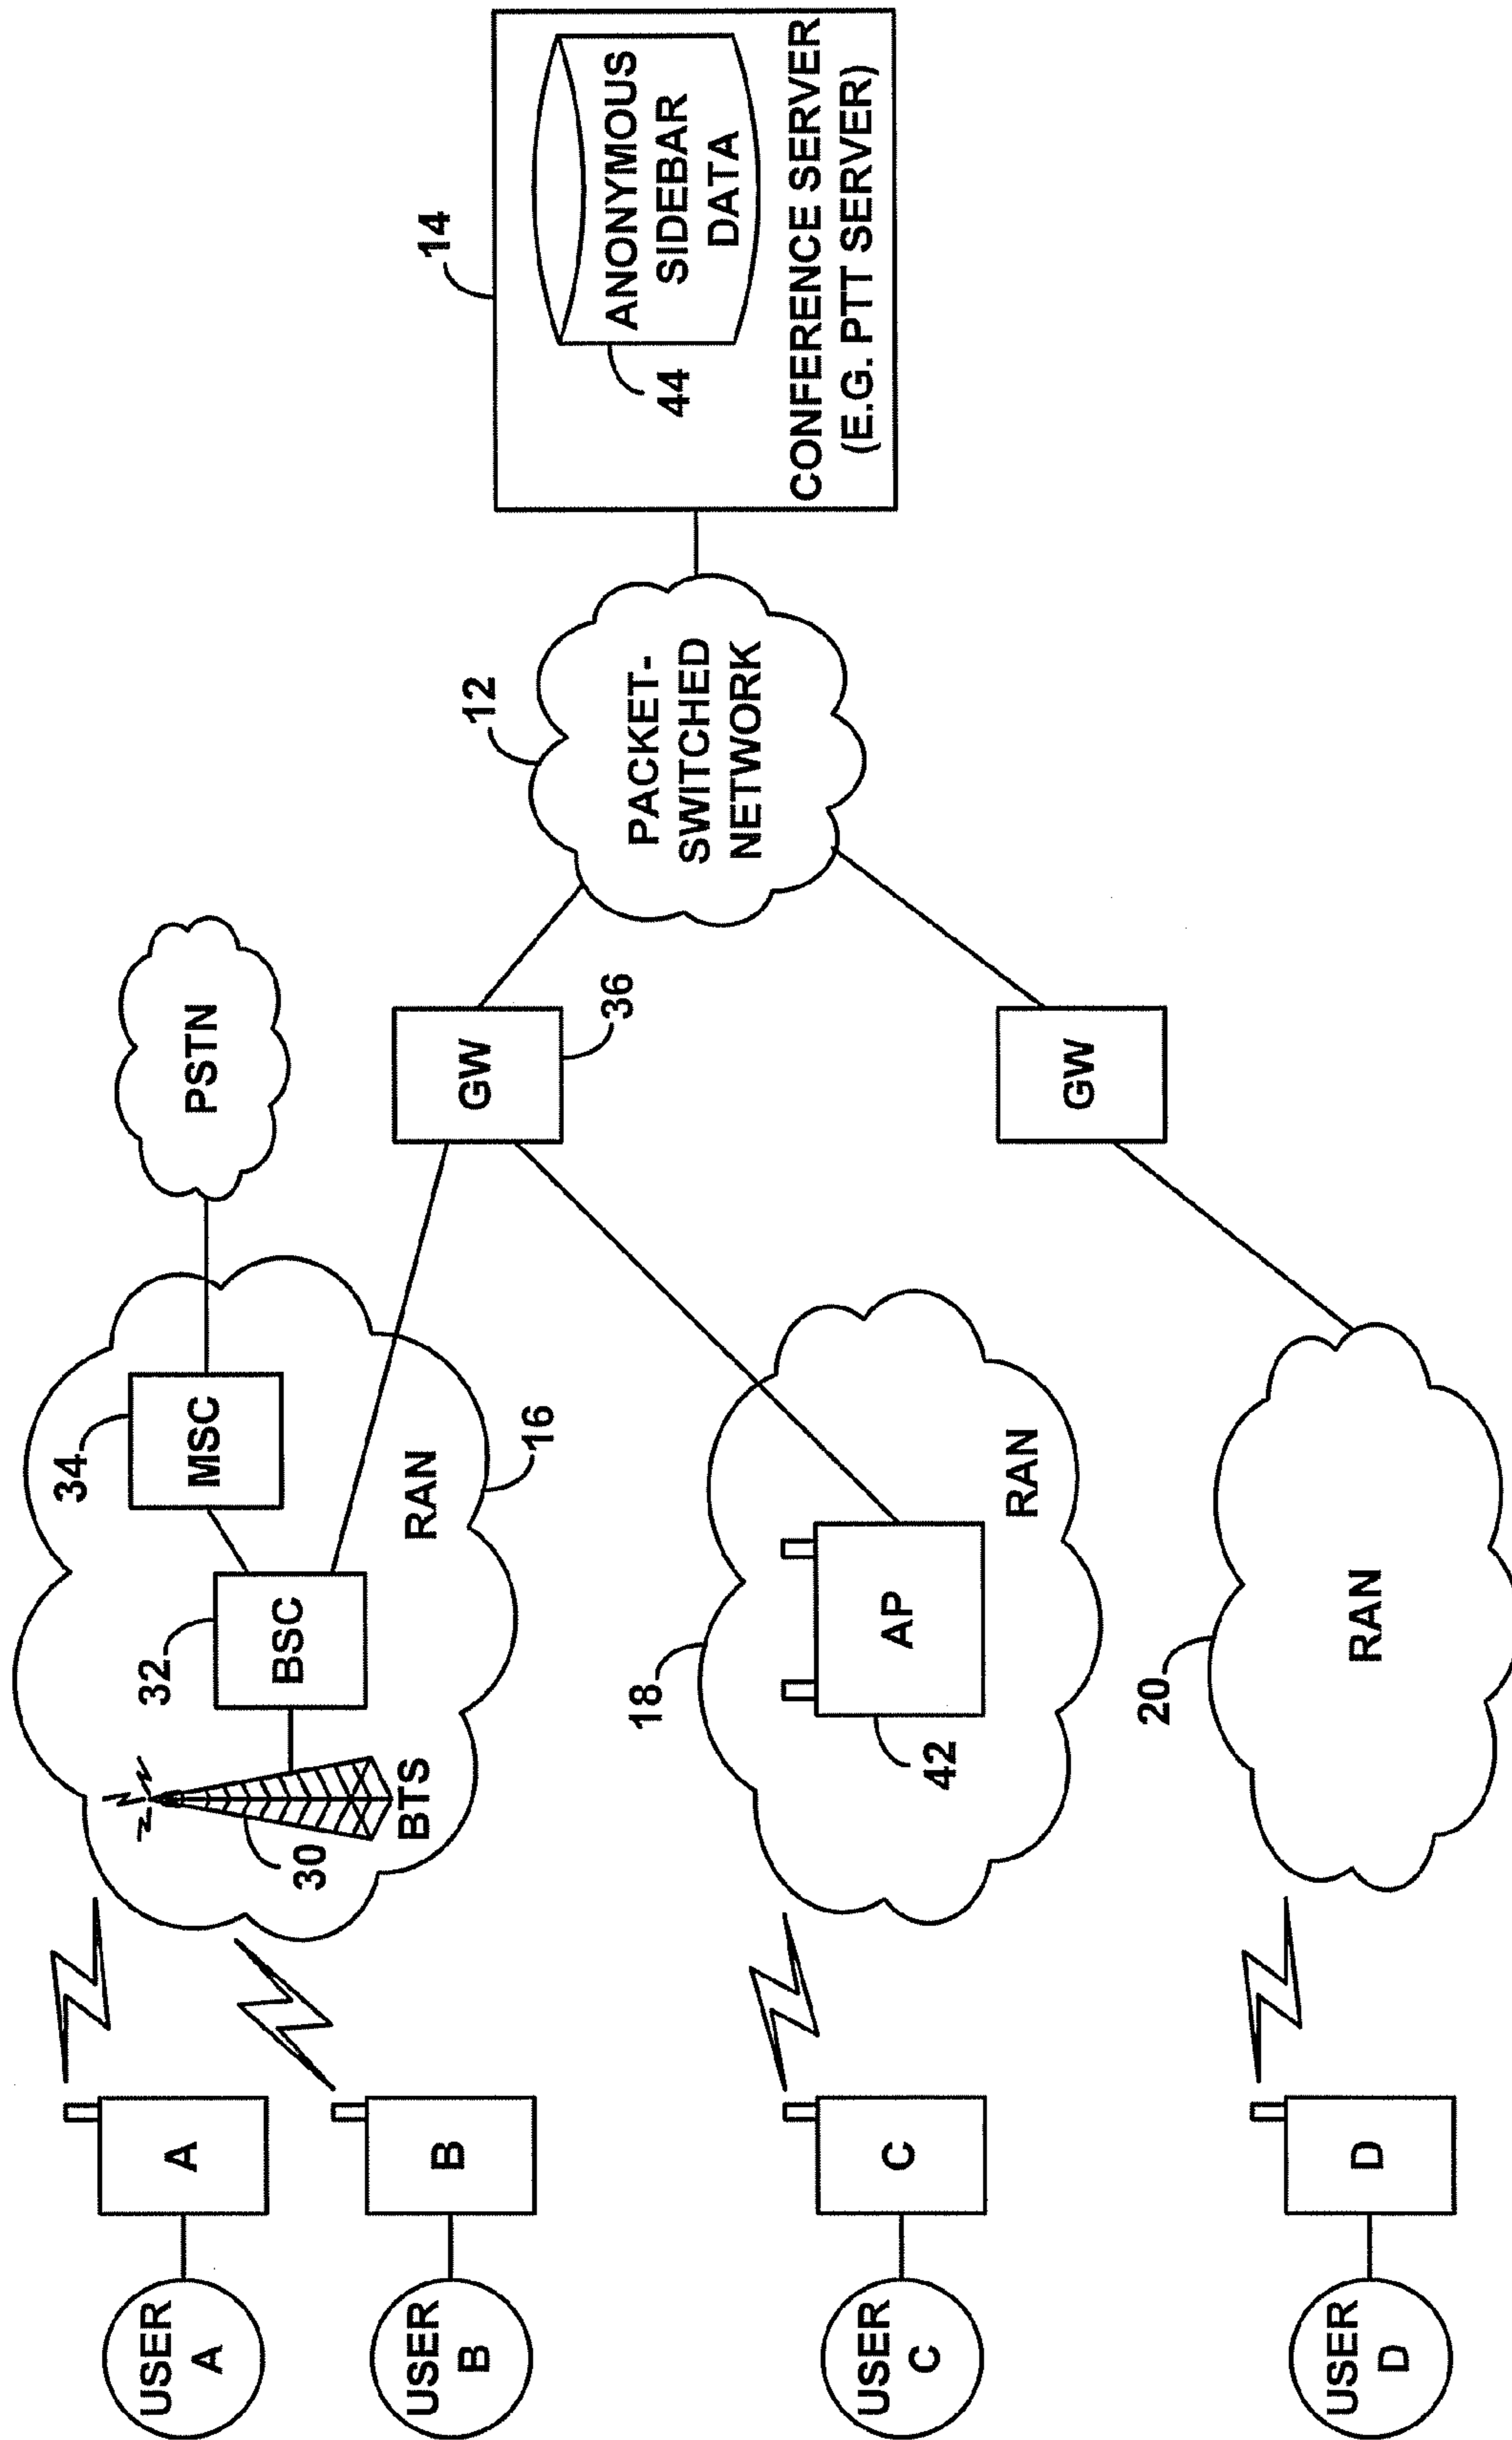 USER
A
A
USER
B
B
30
BTS
32
BSC
34
MSC
RAN
16
PSTN
USER
C
C
18
42
AP
RAN
USER
D
D
20
RAN
GW
36
GW
12
PACKET-
SWITCHED
NETWORK
14
44
ANONYMOUS
SIDEBAR
DATA
CONFERENCE SERVER
(E.G. PTT SERVER)